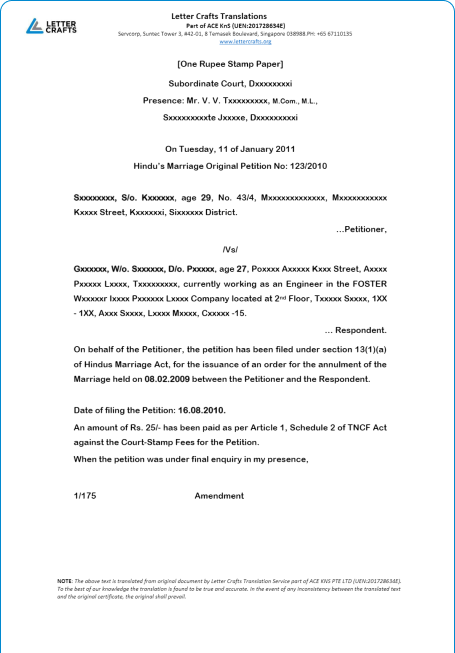 LETTER
CRAFTS
Letter Crafts Translations
Part of ACE KnS (UEN:201728634E)
Servcorp, Suntec Tower 3, #42-01, 8 Temasek Boulevard, Singapore 038988.PH: +65 67110135
www.lettercrafts.org
[One Rupee Stamp Paper]
Subordinate Court, Dxxxxxxxi
Presence: Mr. V. V. Txxxxxxxxx, M.Com., M.L.,
Sxxxxxxxxxte Jxxxxe, Dxxxxxxxxxi
On Tuesday, 11 of January 2011
Hindu's Marriage Original Petition No: 123/2010
Sxxxxxxxx, S/o. Kxxxxxx, age 29, No. 43/4, Mxxxxxxxxxxxxx, Mxxxxxxxxxxx
Kxxxx Street, Kxxxxxxi, Sixxxxxx District.
...Petitioner,
/Vs/
Gxxxxxx, W/o. Sxxxxxx, D/o. Pxxxxx, age 27, Poxxxx Axxxxx Kxxx Street, Axxxx
Pxxxxx Lxxxx, Txxxxxxxxx, currently working as an Engineer in the FOSTER
Wxxxxxr Ixxxx Pxxxxxx Lxxxx Company located at 2nd Floor, Txxxxx Sxxxx, 1XX
- 1XX, Axxx Sxxxx, Lxxxx Mxxxx, Cxxxxx -15.
... Respondent.
On behalf of the Petitioner, the petition has been filed under section 13(1)(a)
of Hindus Marriage Act, for the issuance of an order for the annulment of the
Marriage held on 08.02.2009 between the Petitioner and the Respondent.
Date of filing the Petition: 16.08.2010.
An amount of Rs. 25/- has been paid as per Article 1, Schedule 2 of TNCF Act
against the Court-Stamp Fees for the Petition.
When the petition was under final enquiry in my presence,
1/175 Amendment
NOTE: The above text is translated from original document by Letter Crafts Translation Service part of ACE KNS PTE LTD (UEN:201728634E).
To the best of our knowledge the translation is found to be true and accurate. In the event of any inconsistency between the translated text
and the original certificate, the original shall prevail.